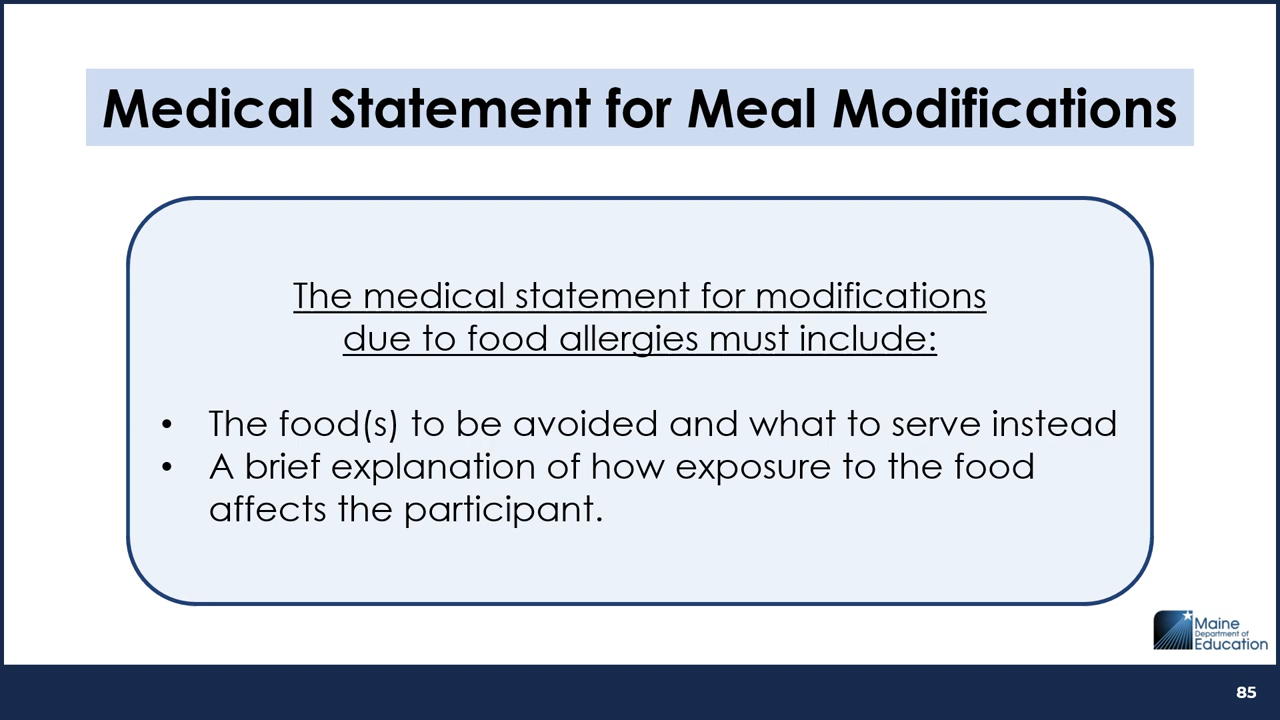 Medical Statement for Meal Modifications
The medical statement for modifications
due to food allergies must include:
• The food(s) to be avoided and what to serve instead
• A brief explanation of how exposure to the food
affects the participant.
Maine
Department of
Education
85